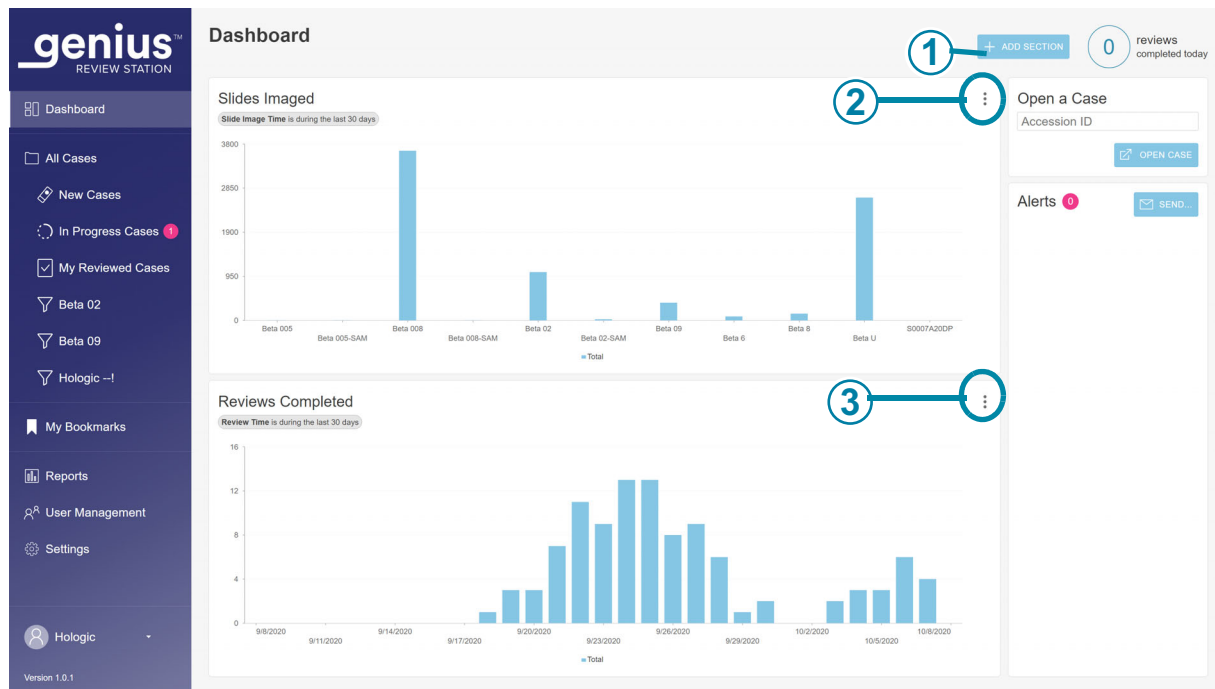 genius™
REVIEW STATION
Dashboard
All Cases
New Cases
In Progress Cases 1
My Reviewed Cases
Beta 02
Beta 09
Hologic --!
My Bookmarks
Reports
User Management
Settings
Hologic
Version 1.0.1
Dashboard
1
+ ADD SECTION
0
reviews
completed today
Slides Imaged
2
Slide Image Time is during the last 30 days
3800
2850
1900
950
0
Beta 005
Beta 005-SAM
Beta 008
Beta 008-SAM
Beta 02
Beta 02-SAM
Beta 09
Beta 6
Beta 8
Beta U
S0007A20DP
Total
Reviews Completed
3
Review Time is during the last 30 days
16
12
8
4
0
9/8/2020
9/11/2020
9/14/2020
9/17/2020
9/20/2020
9/23/2020
9/26/2020
9/29/2020
10/2/2020
10/5/2020
10/8/2020
Total
Open a Case
Accession ID
OPEN CASE
Alerts 0
SEND...